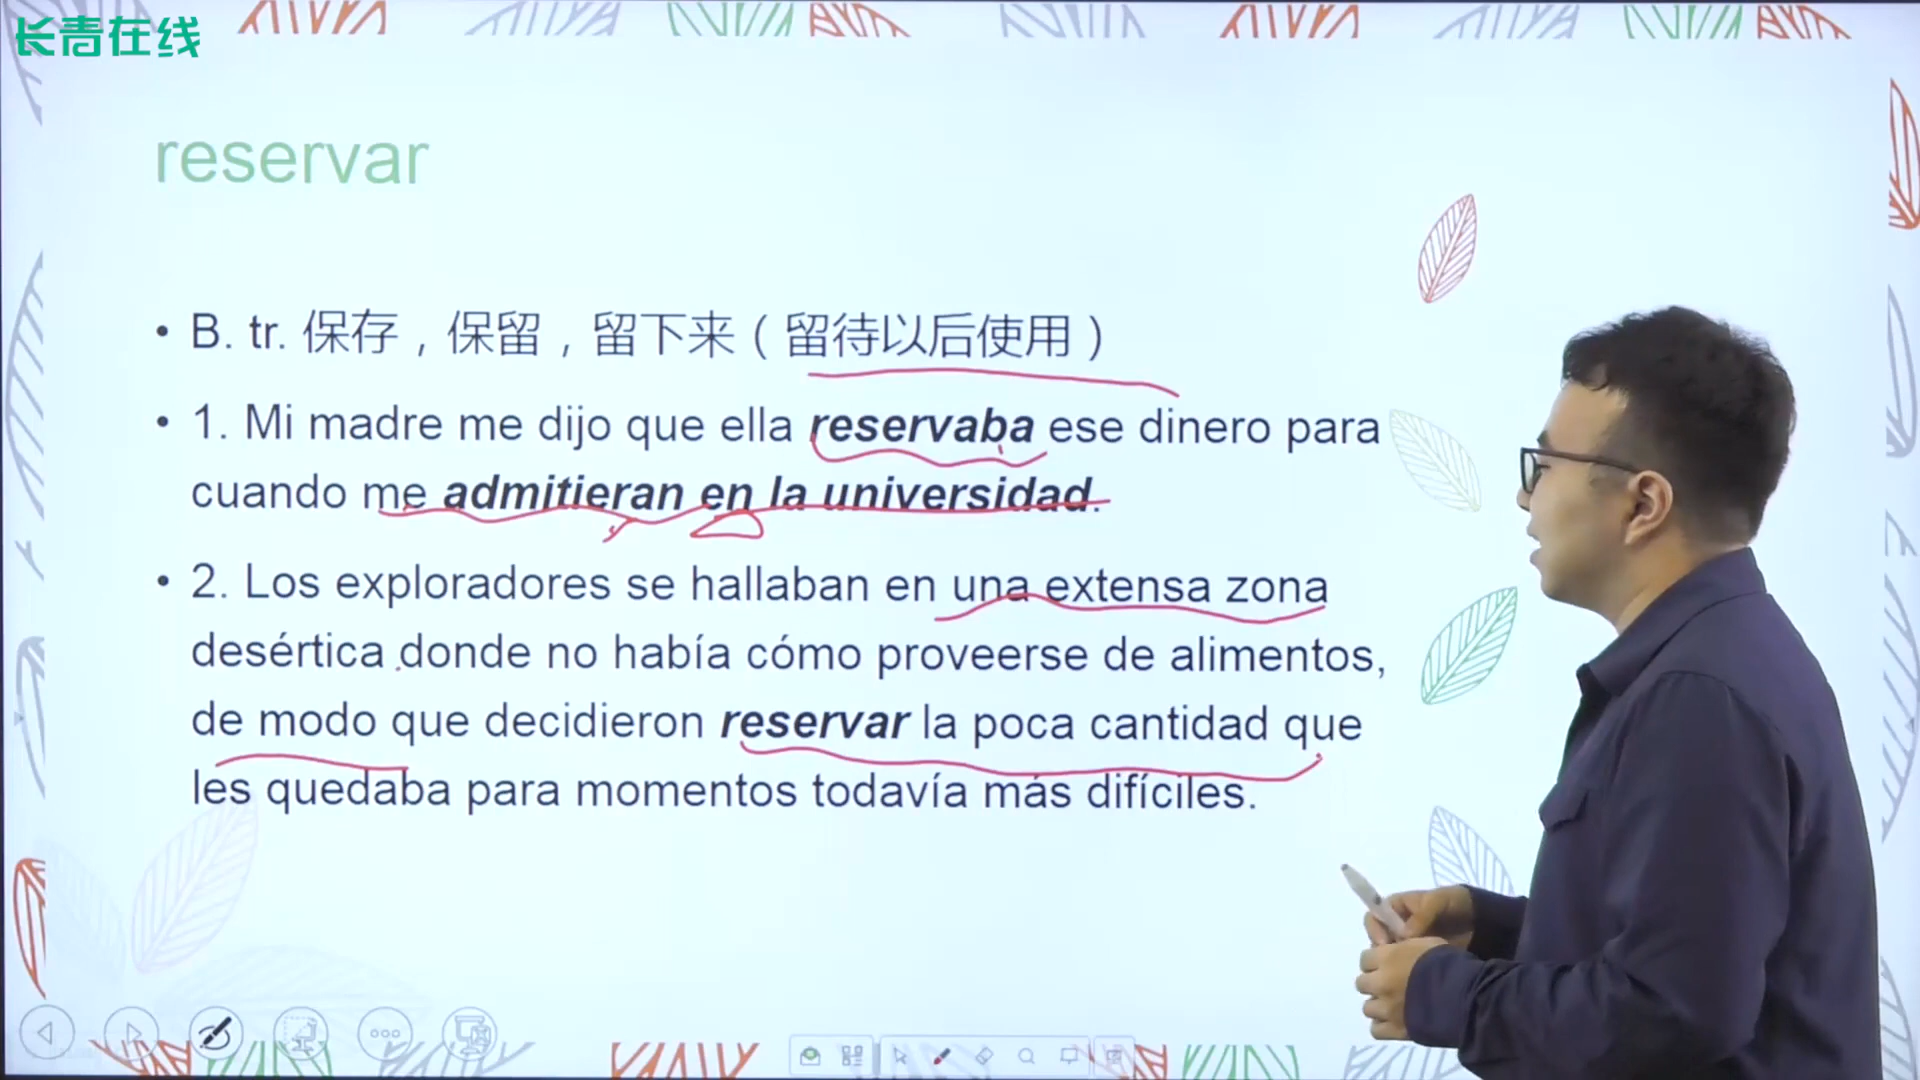 长青在线
reservar
• B. tr. 保存，保留，留下来（留待以后使用）
• 1. Mi madre me dijo que ella reservaba ese dinero para
cuando me admitieran en la universidad.
• 2. Los exploradores se hallaban en una extensa zona
desértica donde no había cómo proveerse de alimentos,
de modo que decidieron reservar la poca cantidad que
les quedaba para momentos todavía más difíciles.